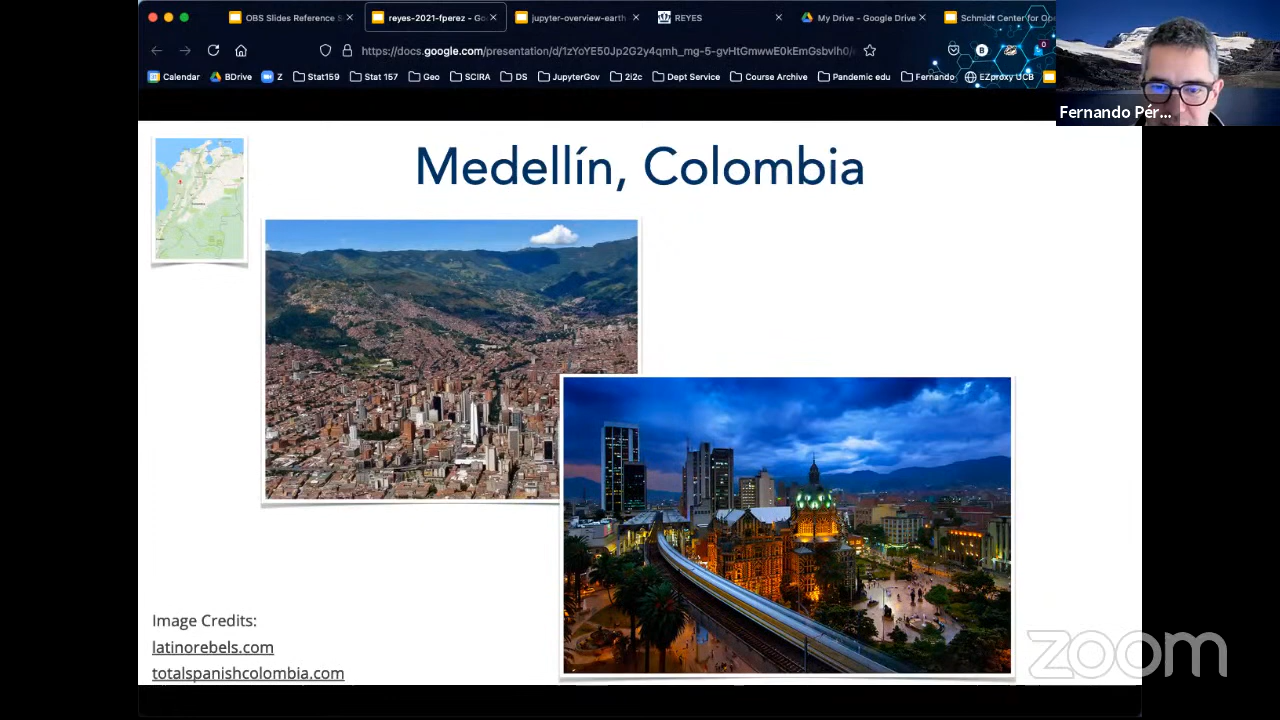 OBS Slides Reference S
reyes-2021-fperez - Go
jupyter-overview-earth
REYES
My Drive - Google Drive
Schmidt Center for Ope
https://docs.google.com/presentation/d/1zYoYE50Jp2G2y4qmh_mg-5-gvHtGmwwE0kEmGsbvih0/
0
Calendar
BDrive
Z
Stat159
Stat 157
Geo
SCIRA
DS
JupyterGov
2i2c
Dept Service
Course Archive
Pandemic edu
Fernando
EZproxy UCB
Fernando Pér...
Medellín, Colombia
Image Credits:
latinorebels.com
totalspanishcolombia.com
zoom